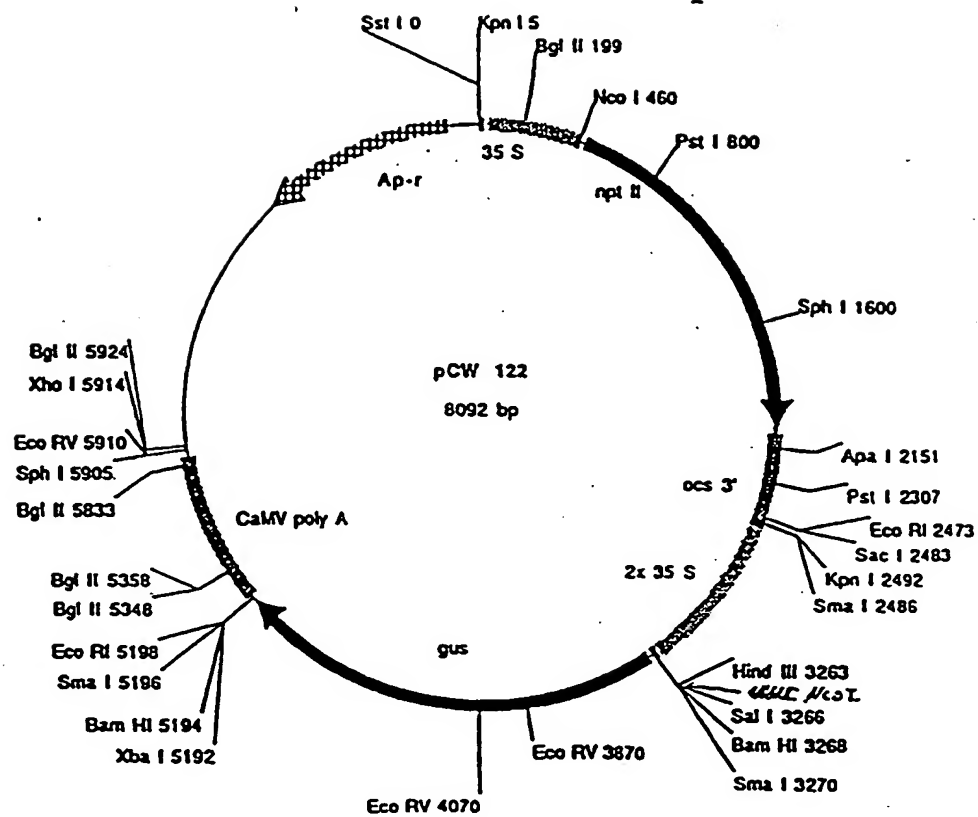 Sst I 0
Kpn I 5
Bgl II 199
Nco I 460
Pst I 800
35 S
Ap-r
npt II
Sph I 1600
Bgl II 5924
Xho I 5914
pCW 122
8092 bp
Eco RV 5910
Sph I 5905
Bgl II 5833
Apa I 2151
ocs 3'
Pst I 2307
CaMV poly A
Eco RI 2473
Sac I 2483
Kpn I 2492
Sma I 2486
2x 35 S
Bgl II 5358
Bgl II 5348
Eco RI 5198
Sma I 5196
Bam HI 5194
Xba I 5192
gus
Hind III 3263
NcoI
Sal I 3266
Bam HI 3268
Sma I 3270
Eco RV 3870
Eco RV 4070